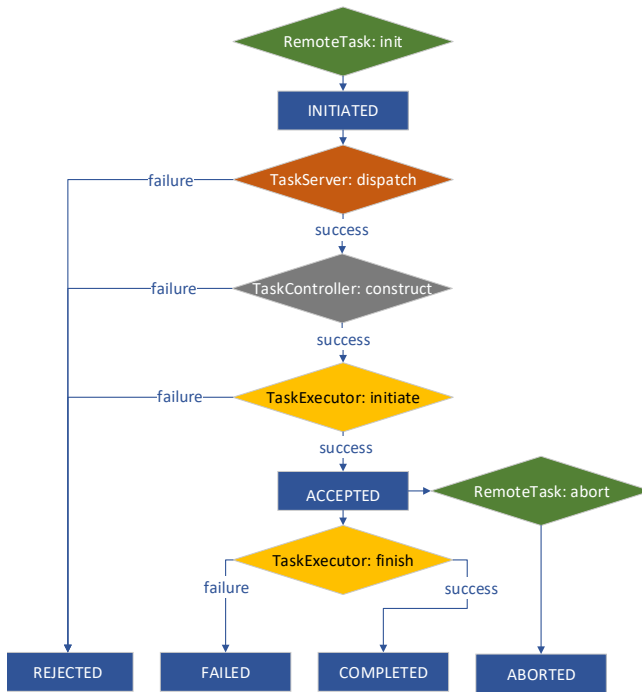 RemoteTask: init
INITIATED
TaskServer: dispatch
failure
success
TaskController: construct
failure
success
TaskExecutor: initiate
failure
success
ACCEPTED
RemoteTask: abort
TaskExecutor: finish
failure
success
REJECTED
FAILED
COMPLETED
ABORTED